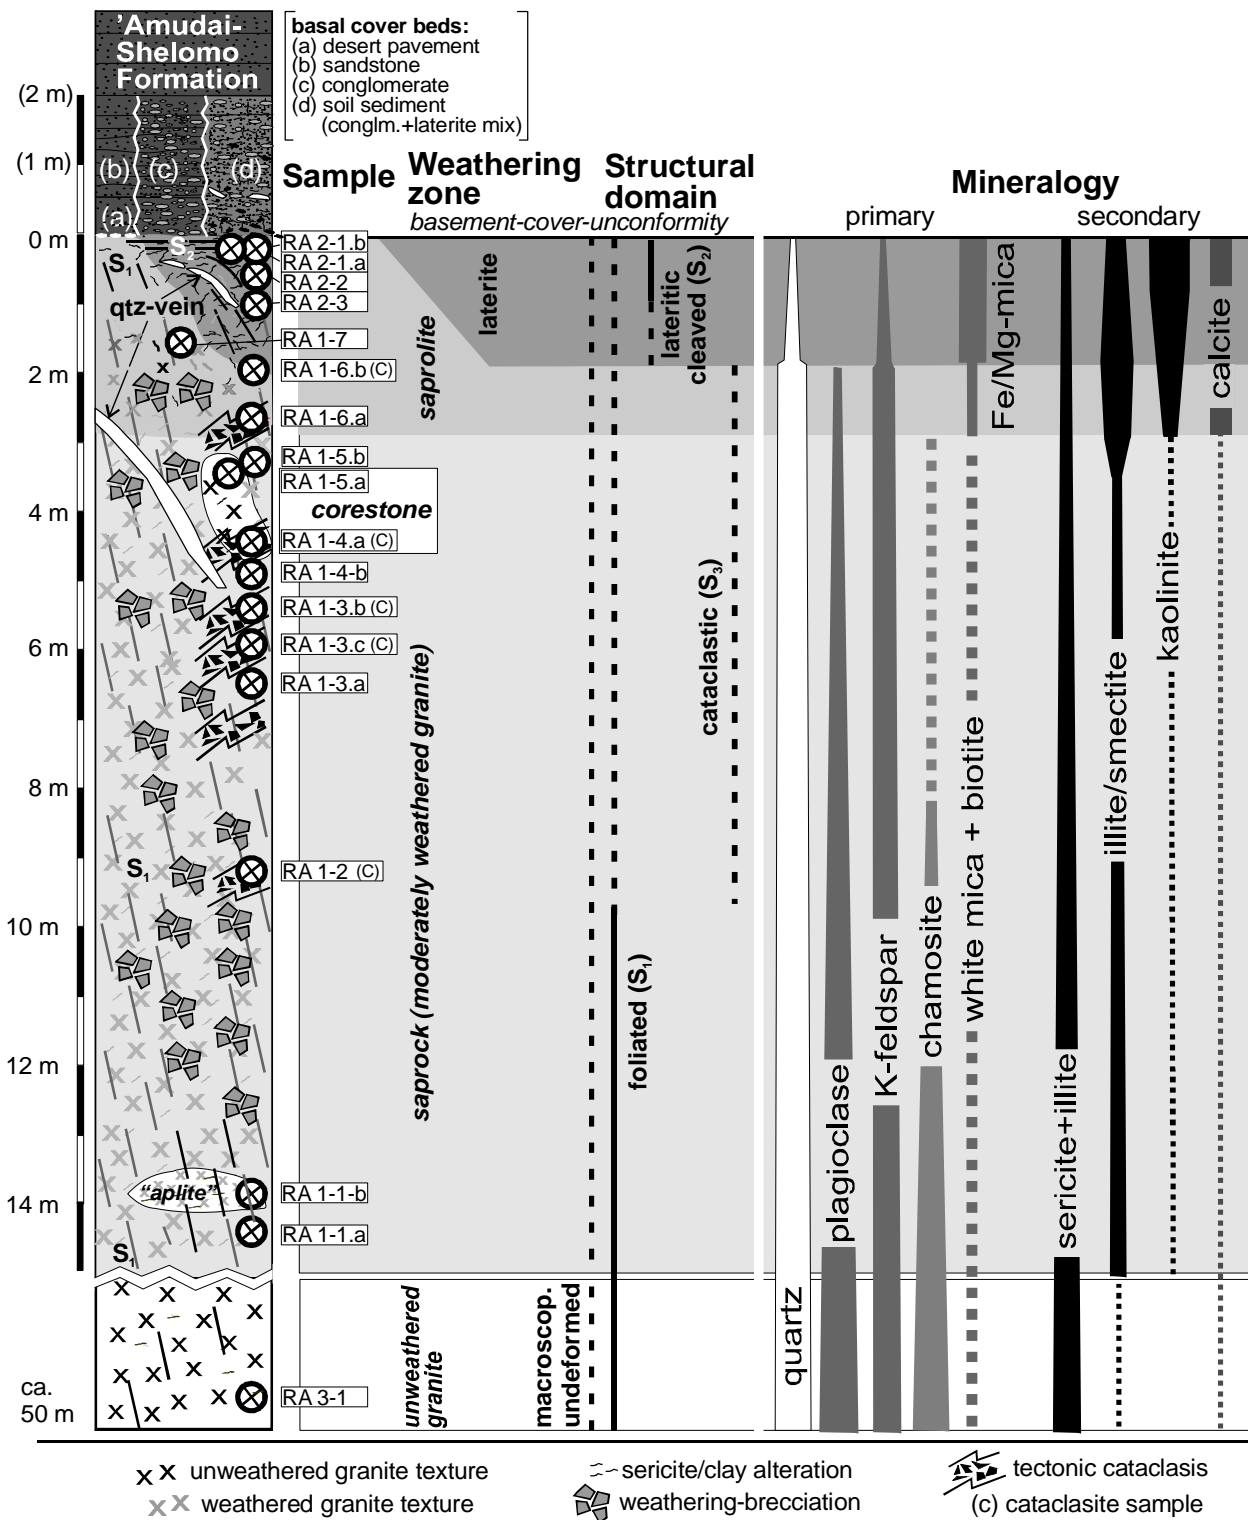 'Amudai-
Shelomo
Formation
basal cover beds:
(a) desert pavement
(b) sandstone
(c) conglomerate
(d) soil sediment
(conglm.+laterite mix)
(2 m)
(1 m)
(b)
(c)
(d)
(a)
Sample
Weathering
zone
Structural
domain
basement-cover-unconformity
Mineralogy
primary
secondary
0 m
2 m
4 m
6 m
8 m
10 m
12 m
14 m
ca.
50 m
S1
S2
qtz-vein
S1
"aplite"
S1
RA 2-1.b
RA 2-1.a
RA 2-2
RA 2-3
RA 1-7
RA 1-6.b (C)
RA 1-6.a
RA 1-5.b
RA 1-5.a
corestone
RA 1-4.a (C)
RA 1-4-b
RA 1-3.b (C)
RA 1-3.c (C)
RA 1-3.a
RA 1-2 (C)
RA 1-1-b
RA 1-1.a
RA 3-1
laterite
saprolite
saprock (moderately weathered granite)
unweathered
granite
macroscop.
undeformed
foliated (S1)
lateritic
cleaved (S2)
cataclastic (S3)
quartz
plagioclase
K-feldspar
chamosite
white mica + biotite
Fe/Mg-mica
sericite+illite
illite/smectite
kaolinite
calcite
x x unweathered granite texture
x x weathered granite texture
sericite/clay alteration
weathering-brecciation
tectonic cataclasis
(c) cataclasite sample